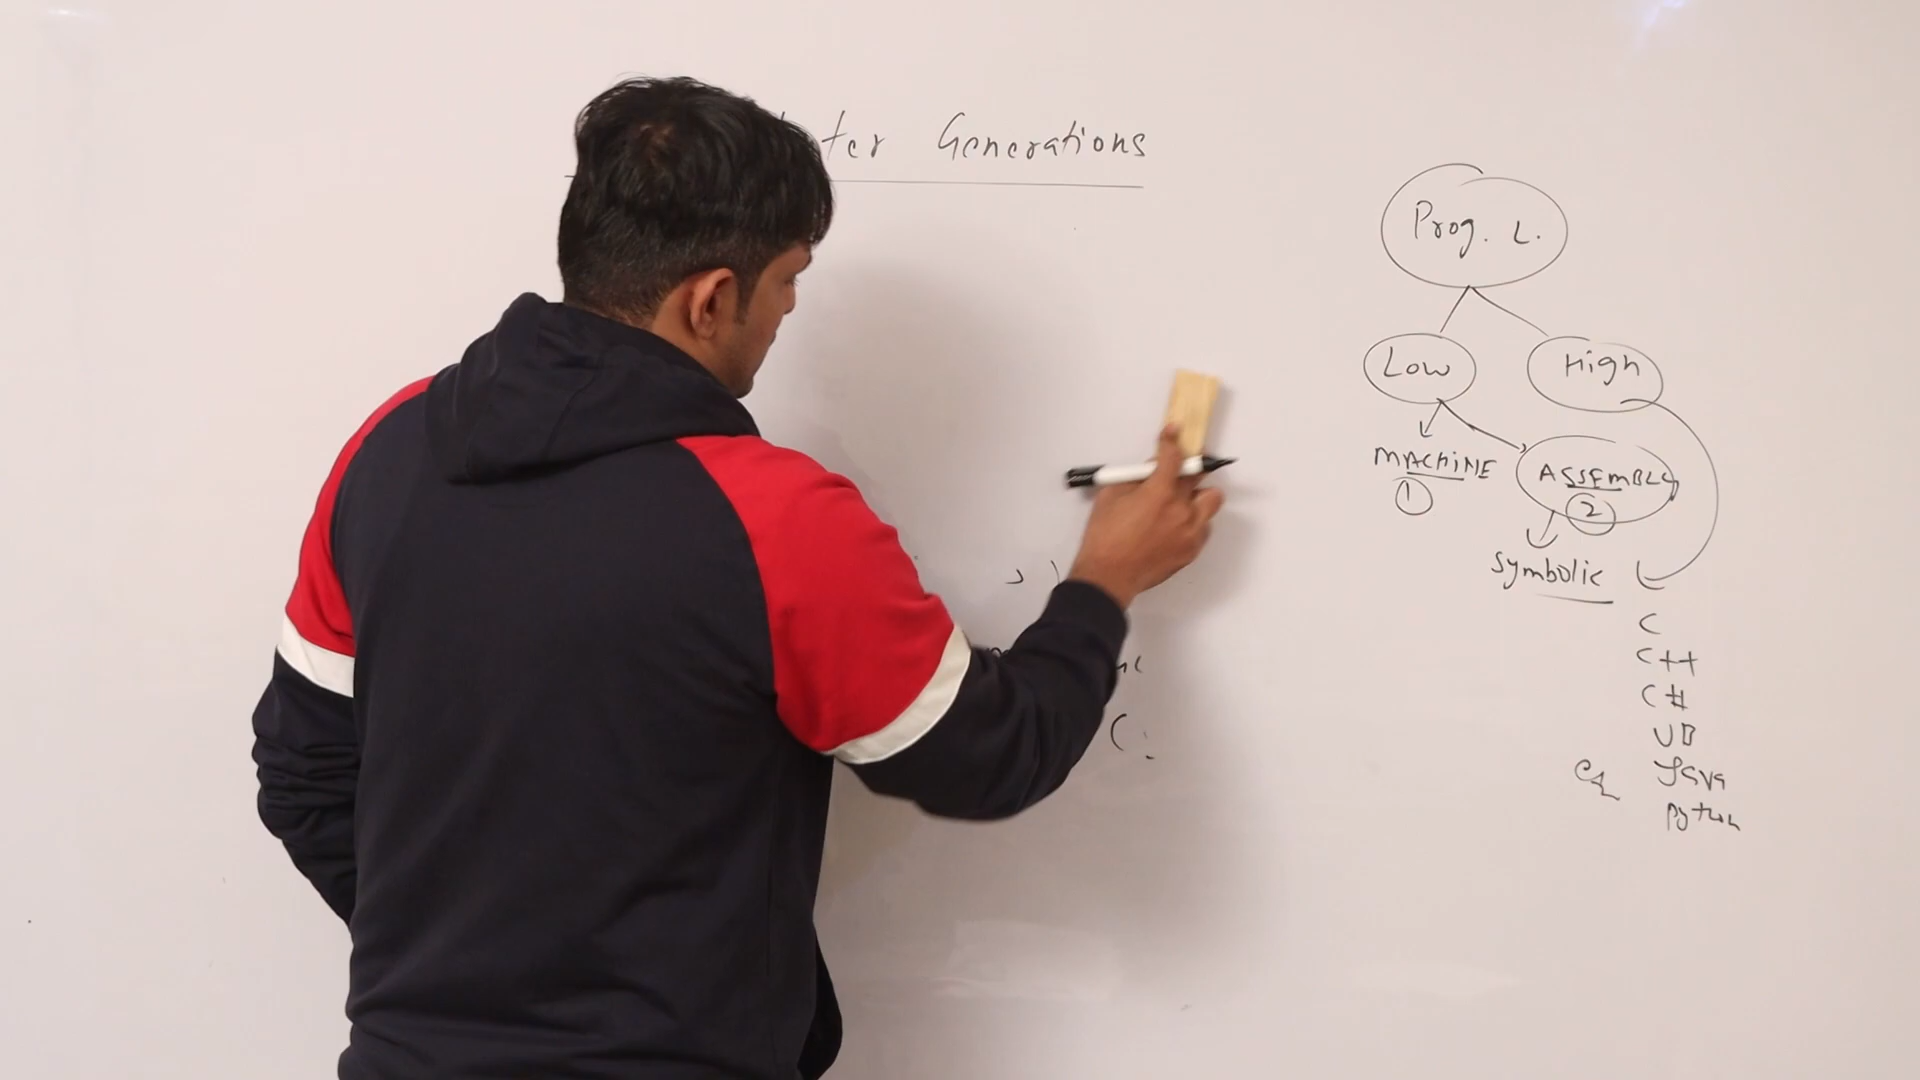 ter Generations
Prog. L.
Low
High
MACHINE
ASSEMBLY
1
2
Symbolic
C
C++
C#
VB
Java
Python